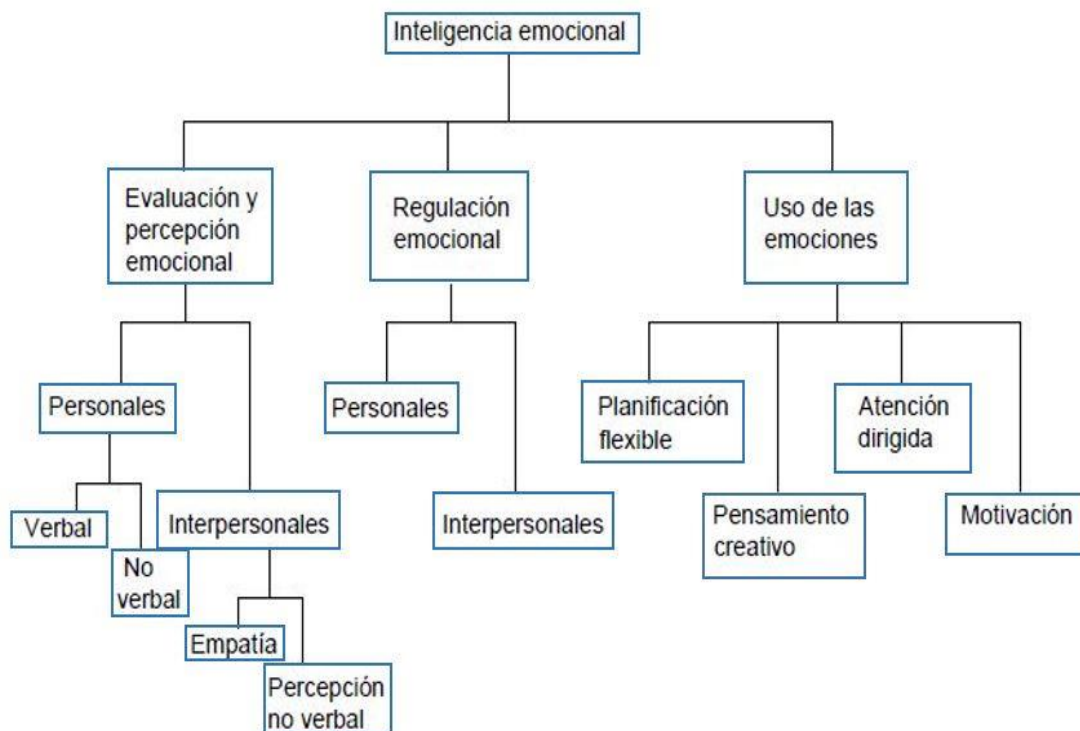 Inteligencia emocional
Evaluación y
percepción
emocional
Regulación
emocional
Uso de las
emociones
Personales
Personales
Planificación
flexible
Atención
dirigida
Verbal
No
verbal
Interpersonales
Interpersonales
Pensamiento
creativo
Motivación
Empatía
Percepción
no verbal